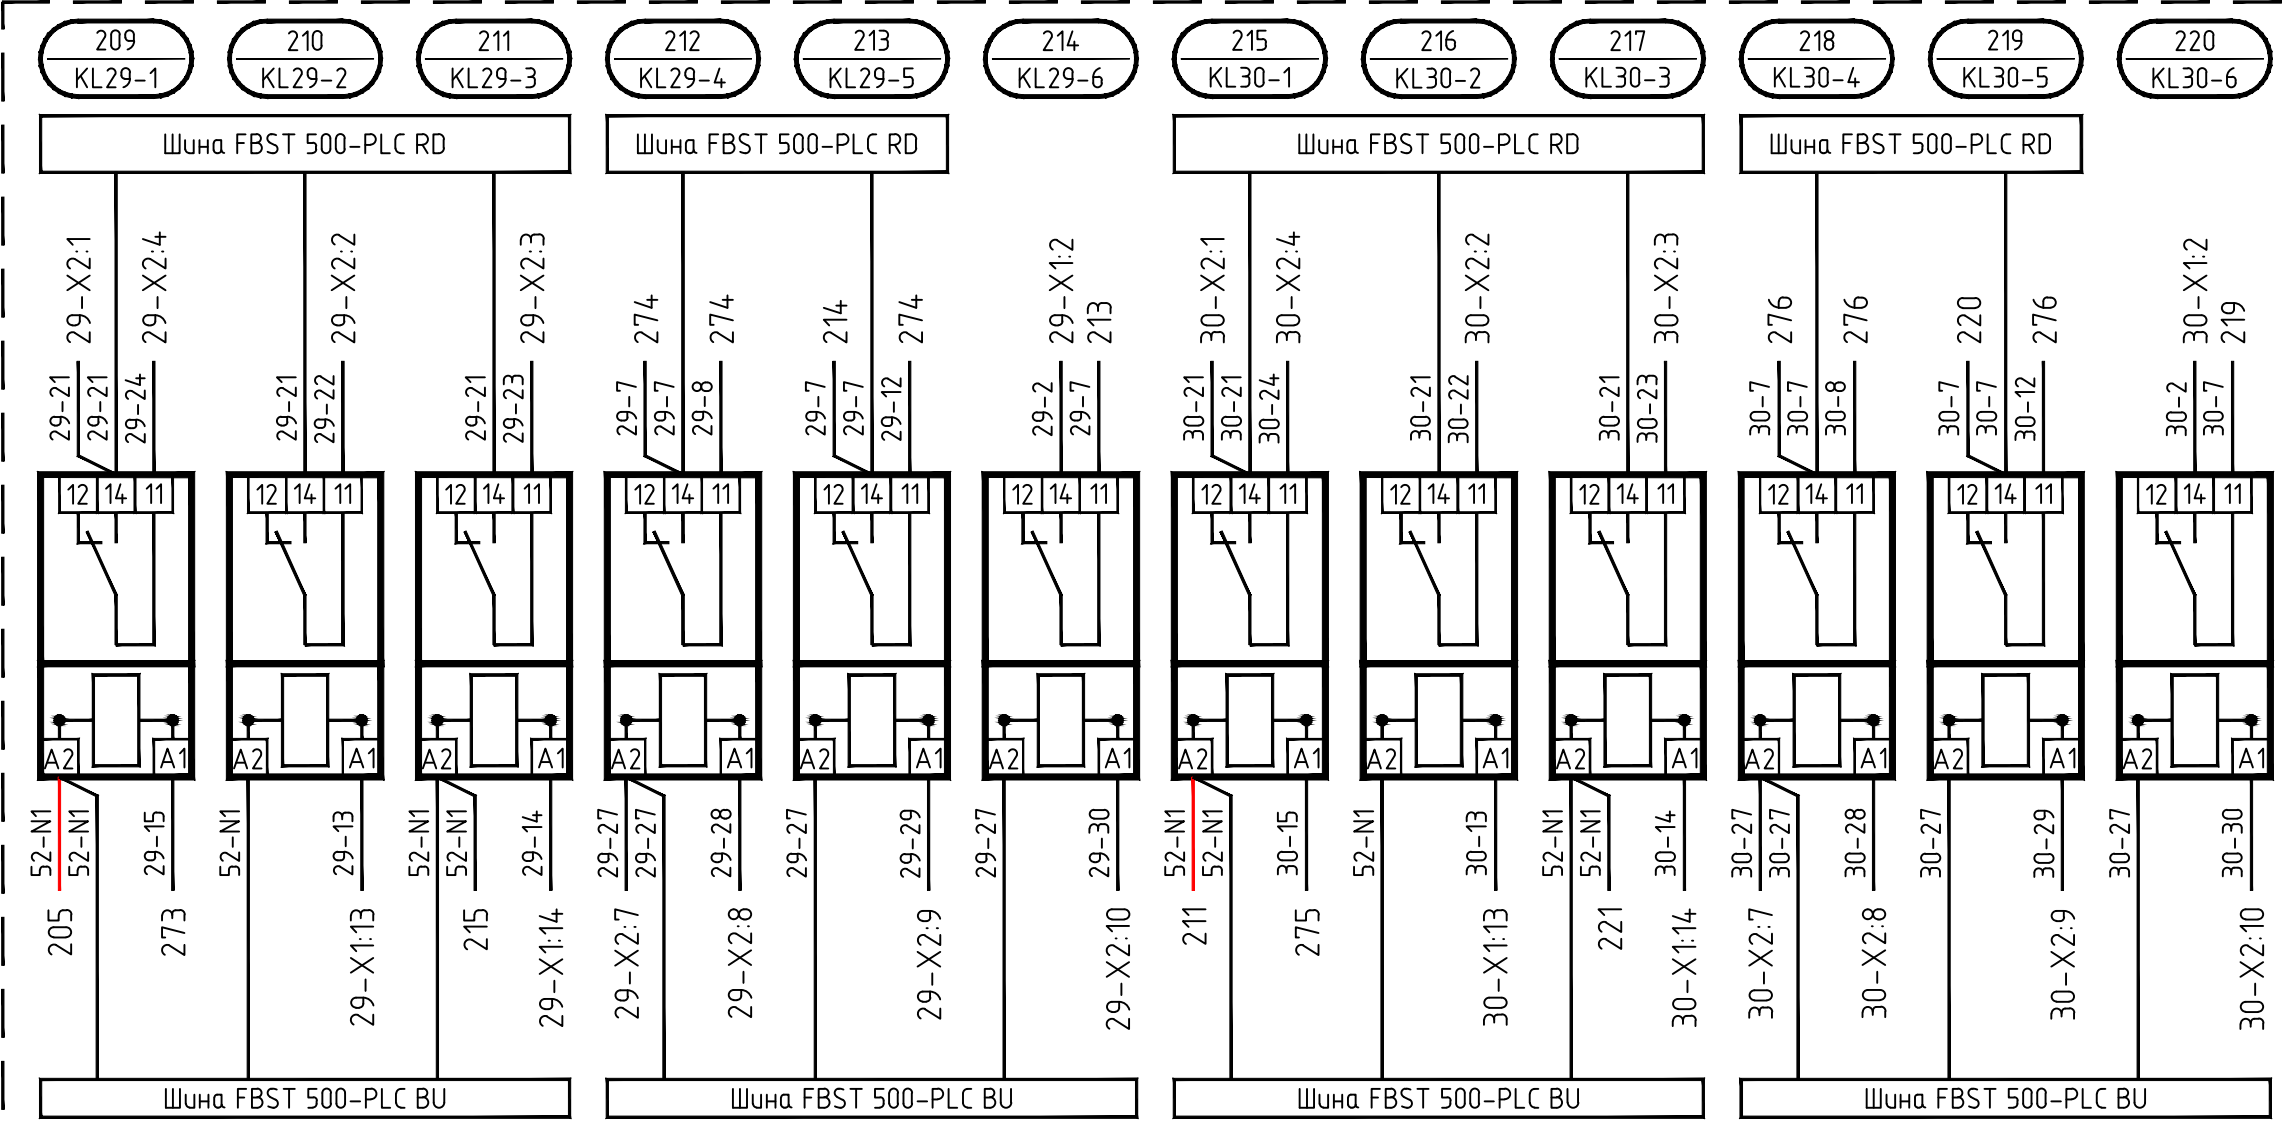 209 210 211 212 213 214 215 216 217 218 219 220
KL29-1 KL29-2 KL29-3 KL29-4 KL29-5 KL29-6 KL30-1 KL30-2 KL30-3 KL30-4 KL30-5 KL30-6
Шина FBST 500-PLC RD Шина FBST 500-PLC RD Шина FBST 500-PLC RD Шина FBST 500-PLC RD
29-X2:1 29-X2:4 29-X2:2 29-X2:3 274 274 214 274 29-X1:2 213 30-X2:1 30-X2:4 30-X2:2 30-X2:3 276 276 220 276 30-X1:2 219
29-21 29-21 29-24 29-21 29-22 29-21 29-23 29-7 29-7 29-8 29-7 29-7 29-12 29-2 29-7 30-21 30-21 30-24 30-21 30-22 30-21 30-23 30-7 30-7 30-8 30-7 30-7 30-12 30-2 30-7
12 14 11 12 14 11 12 14 11 12 14 11 12 14 11 12 14 11 12 14 11 12 14 11 12 14 11 12 14 11 12 14 11 12 14 11
A2 A1 A2 A1 A2 A1 A2 A1 A2 A1 A2 A1 A2 A1 A2 A1 A2 A1 A2 A1 A2 A1 A2 A1
52-N1 52-N1 29-15 52-N1 29-13 52-N1 52-N1 29-14 29-27 29-27 29-28 29-27 29-29 29-27 29-30 52-N1 52-N1 30-15 52-N1 30-13 52-N1 52-N1 30-14 30-27 30-27 30-28 30-27 30-29 30-27 30-30
205 273 29-X1:13 215 29-X1:14 29-X2:7 29-X2:8 29-X2:9 29-X2:10 211 275 30-X1:13 221 30-X1:14 30-X2:7 30-X2:8 30-X2:9 30-X2:10
Шина FBST 500-PLC BU Шина FBST 500-PLC BU Шина FBST 500-PLC BU Шина FBST 500-PLC BU